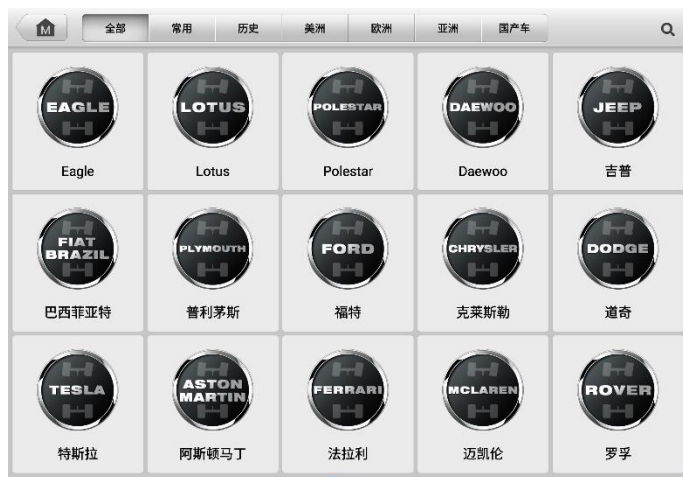 M
全部 常用 历史 美洲 欧洲 亚洲 国产车
EAGLE LOTUS POLESTAR DAEWOO JEEP
Eagle Lotus Polestar Daewoo 吉普
FIAT
BRAZIL PLYMOUTH FORD CHRYSLER DODGE
巴西菲亚特 普利茅斯 福特 克莱斯勒 道奇
TESLA ASTON
MARTIN FERRARI MCLAREN ROVER
特斯拉 阿斯顿马丁 法拉利 迈凯伦 罗孚